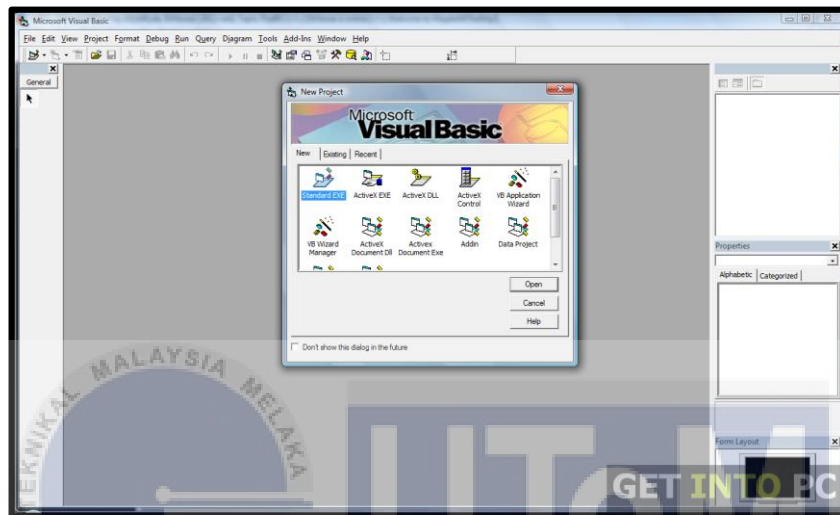 Microsoft Visual Basic
File Edit View Project Format Debug Run Query Diagram Tools Add-Ins Window Help
General
New Project
Microsoft
Visual Basic
New Existing Recent
Standard EXE ActiveX EXE ActiveX DLL ActiveX Control VB Application Wizard
VB Wizard Manager ActiveX Document Dll Activex Document Exe Addin Data Project
Open
Cancel
Help
Don't show this dialog in the future
Properties
Alphabetic Categorized
Form Layout
TEKNIKAL MALAYSIA MELAKA
UTeM
GET INTO PC